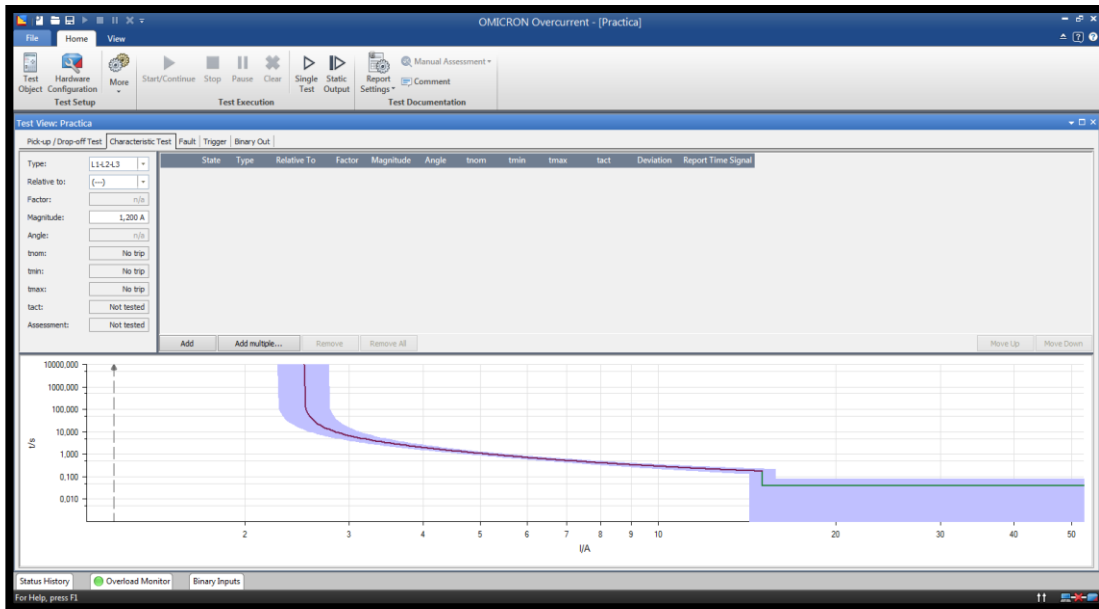 OMICRON Overcurrent - [Practica]
File Home View
Test Object Hardware Configuration More
Start/Continue Stop Pause Clear Single Test Static Output
Report Settings Manual Assessment
Comment
Test Setup Test Execution Test Documentation
Test View: Practica
Pick-up / Drop-off Test Characteristic Test Fault Trigger Binary Out
Type: L1-L2-L3
Relative to: (---)
Factor: n/a
Magnitude: 1,200 A
Angle: n/a
tnom: No trip
tmin: No trip
tmax: No trip
tact: Not tested
Assessment: Not tested
State Type Relative To Factor Magnitude Angle tnom tmin tmax tact Deviation Report Time Signal
Add Add multiple... Remove Remove All Move Up Move Down
10000,000
1000,000
100,000
10,000
1,000
0,100
0,010
t/s
2 3 4 5 6 7 8 9 10 20 30 40 50
I/A
Status History Overload Monitor Binary Inputs
For Help, press F1